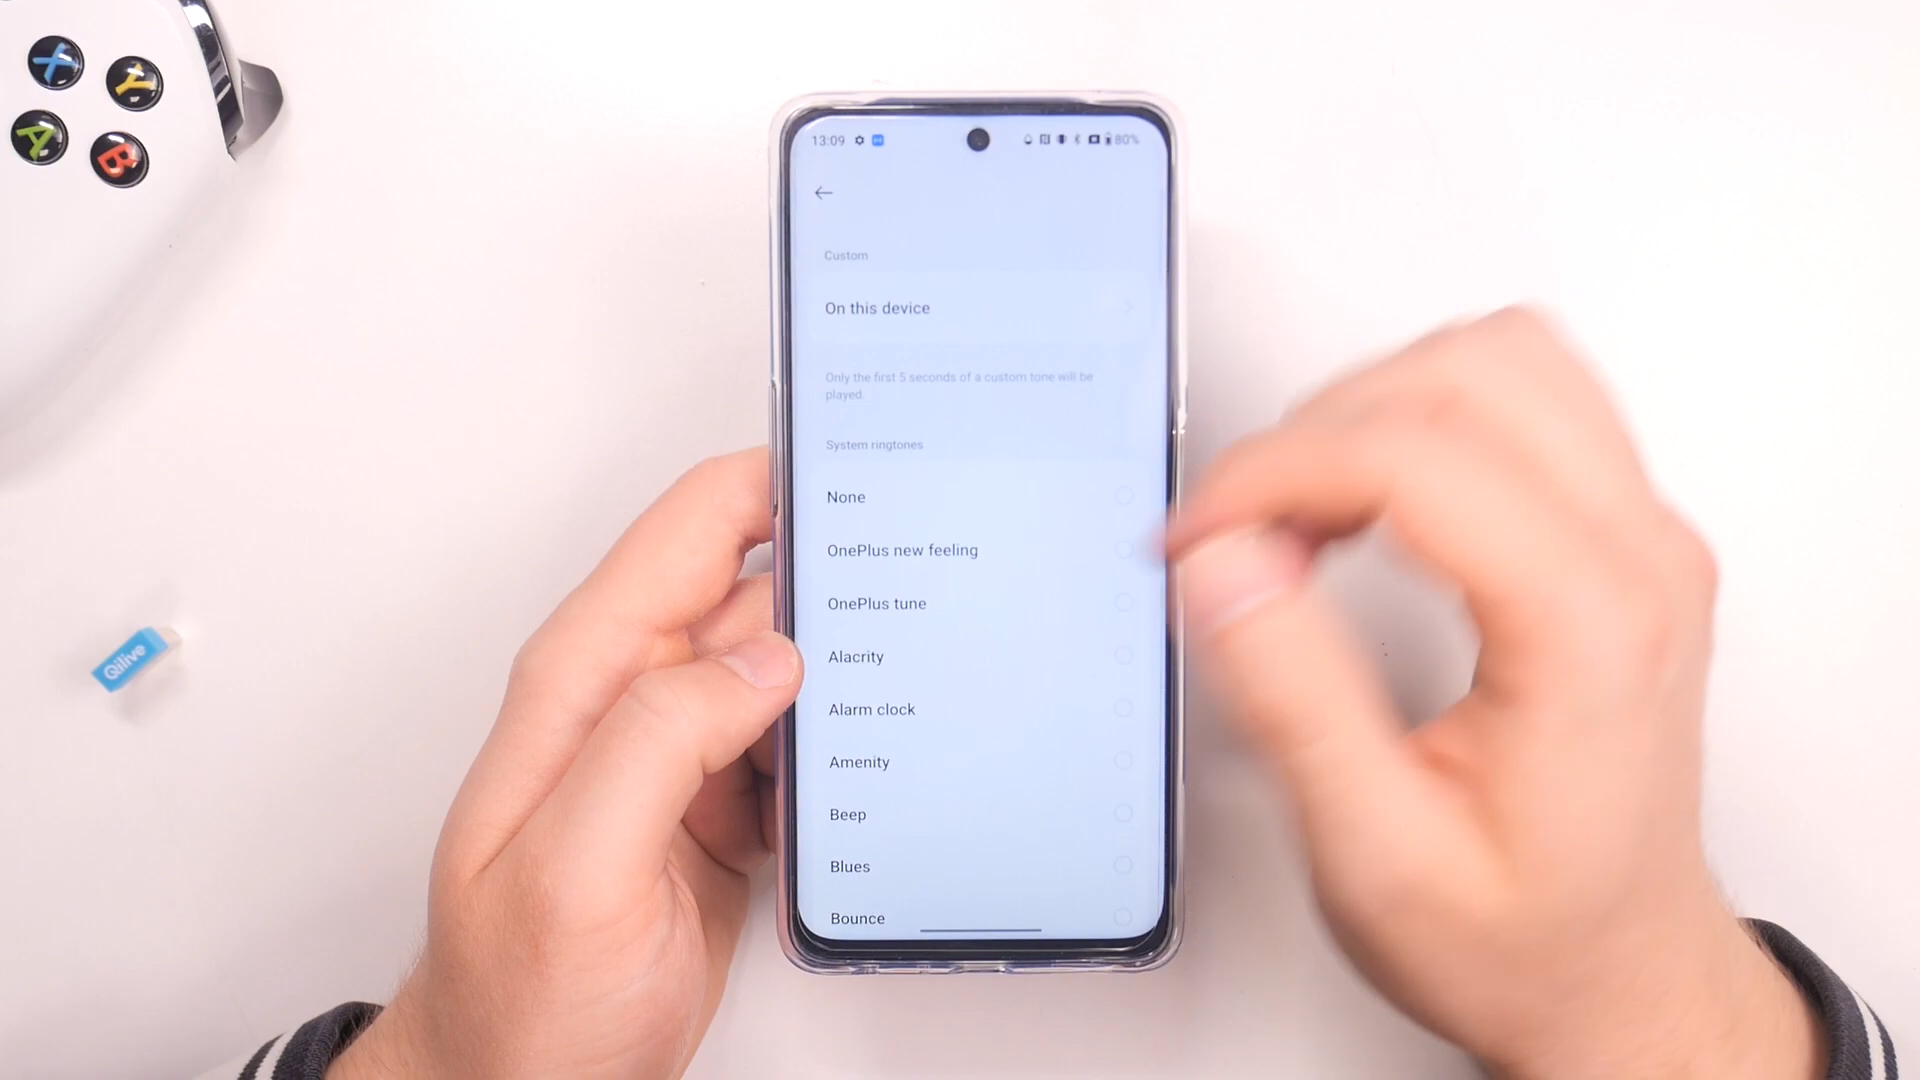 X
Y
A
B
13:09
80%
Custom
On this device
Only the first 5 seconds of a custom tone will be
played.
System ringtones
None
OnePlus new feeling
OnePlus tune
Alacrity
Alarm clock
Amenity
Beep
Blues
Bounce
Qilive